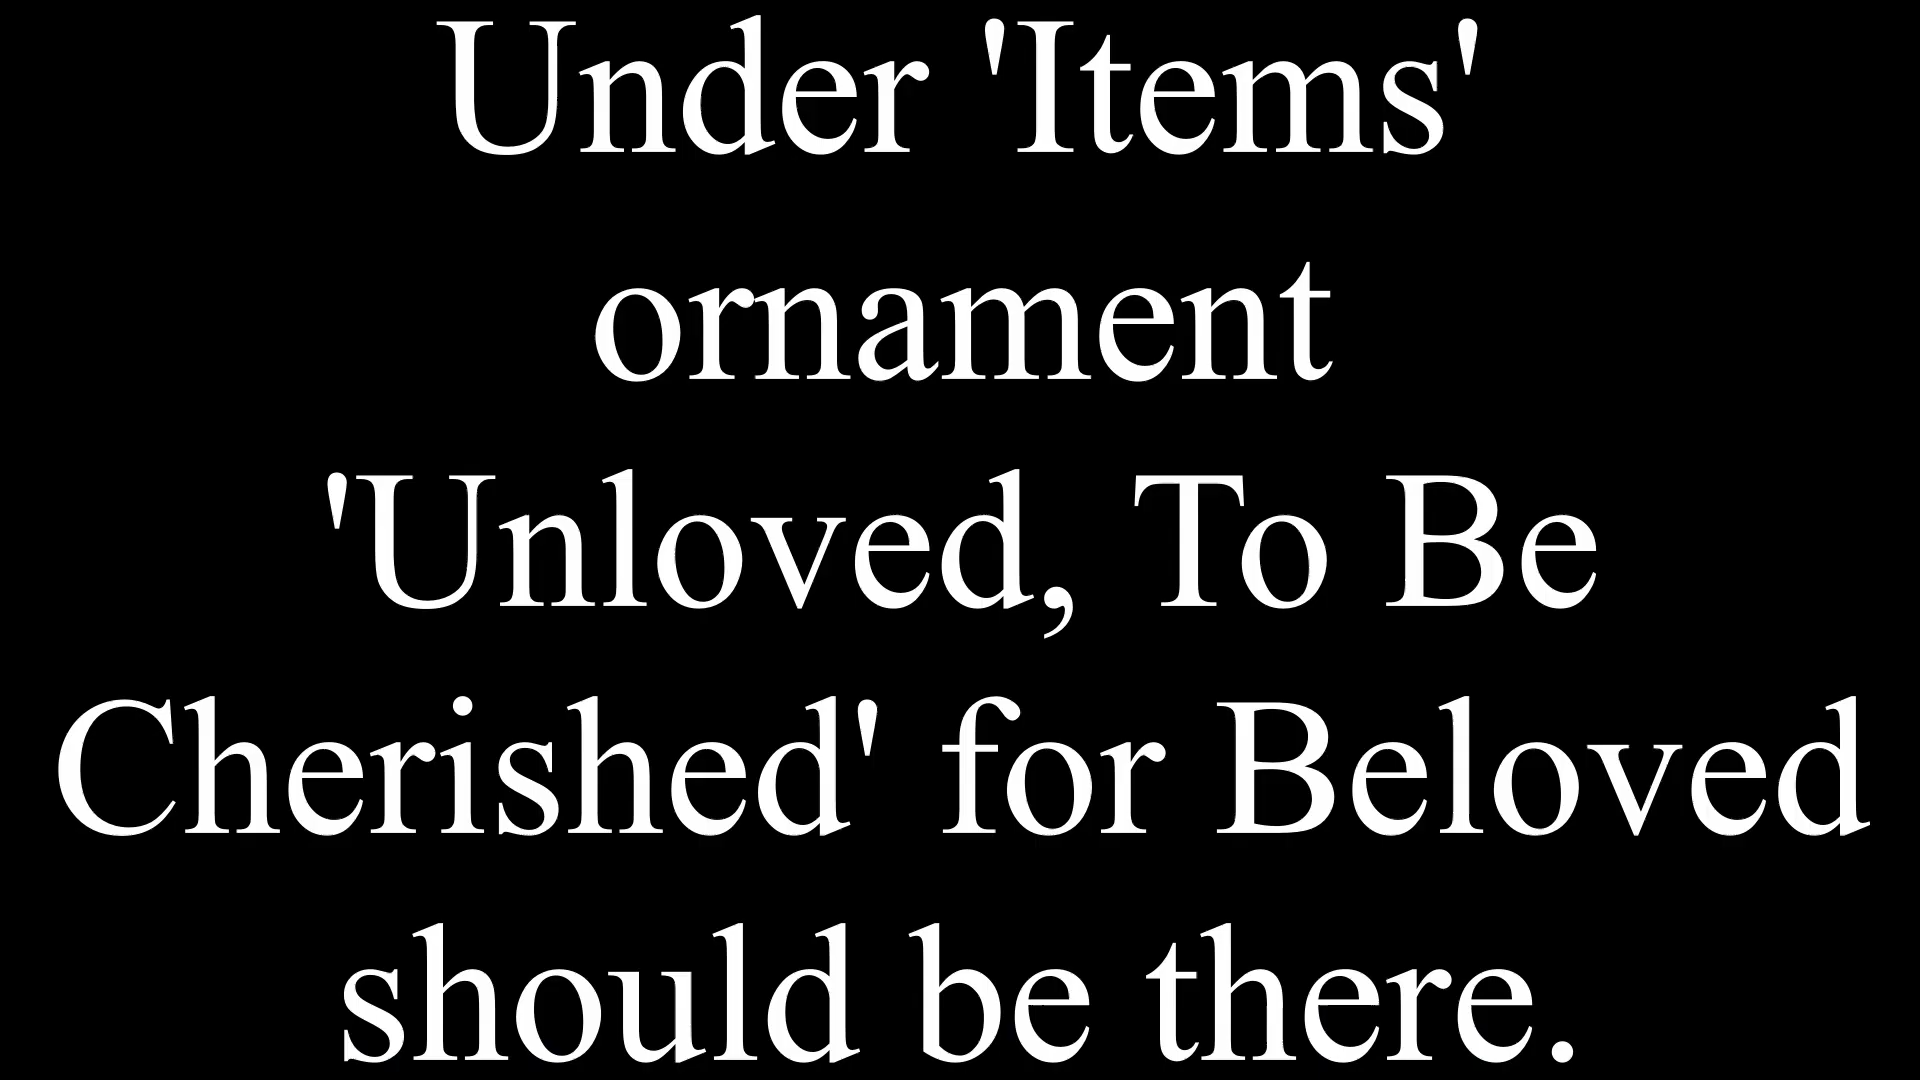 Under 'Items'
ornament
'Unloved, To Be
Cherished' for Beloved
should be there.